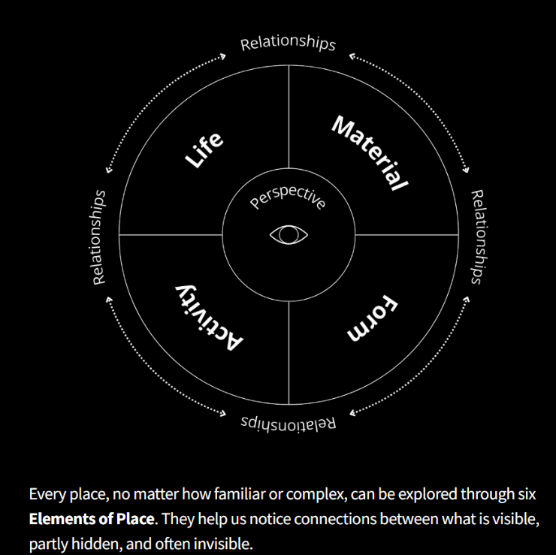 Relationships
Life
Material
Perspective
Relationships
Relationships
Activity
Form
Relationships
Every place, no matter how familiar or complex, can be explored through six
Elements of Place. They help us notice connections between what is visible,
partly hidden, and often invisible.